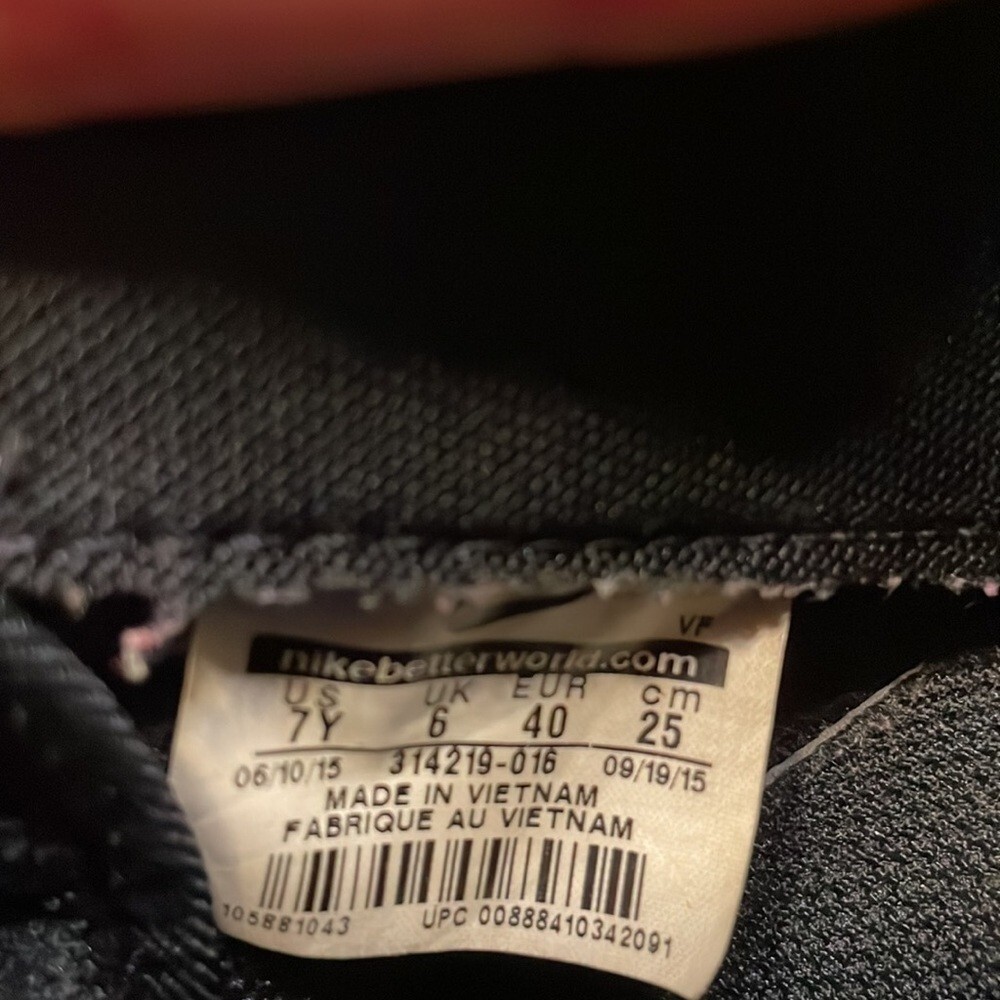 VF
nikebetterworld.com
US UK EUR cm
7Y 6 40 25
06/10/15 314219-016 09/19/15
MADE IN VIETNAM
FABRIQUE AU VIETNAM
105881043 UPC 00888410342091